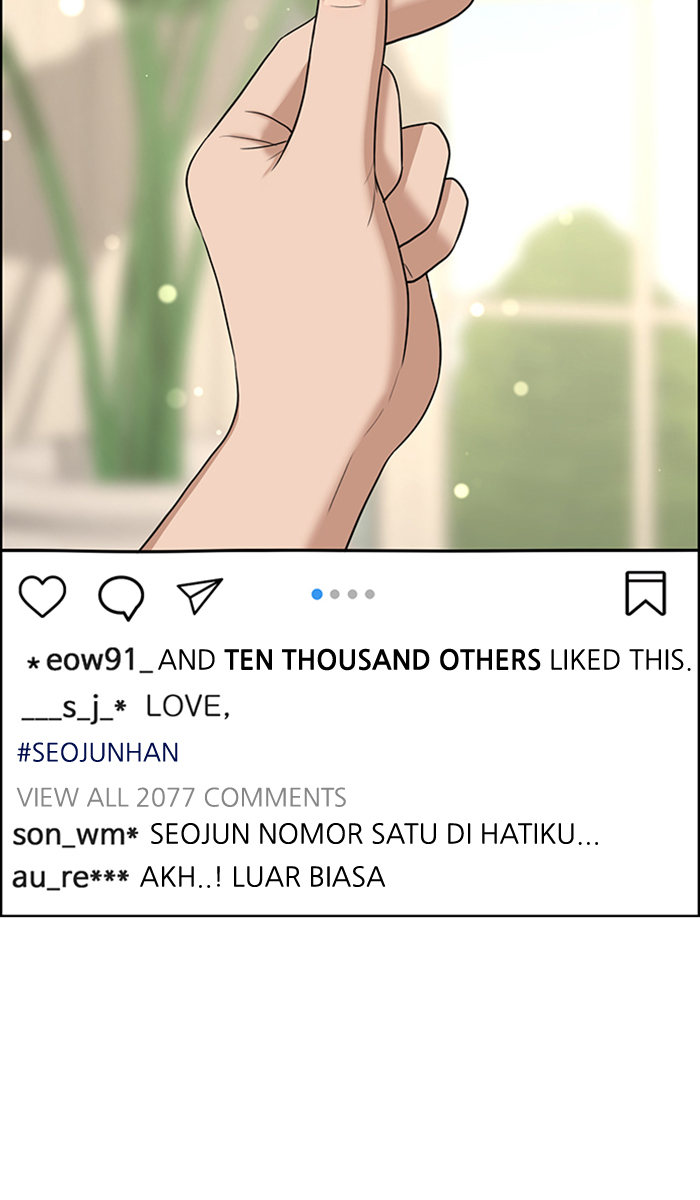 *eow91_ AND TEN THOUSAND OTHERS LIKED THIS.
___s_j_* LOVE,
#SEOJUNHAN
VIEW ALL 2077 COMMENTS
son_wm* SEOJUN NOMOR SATU DI HATIKU...
au_re*** AKH..! LUAR BIASA